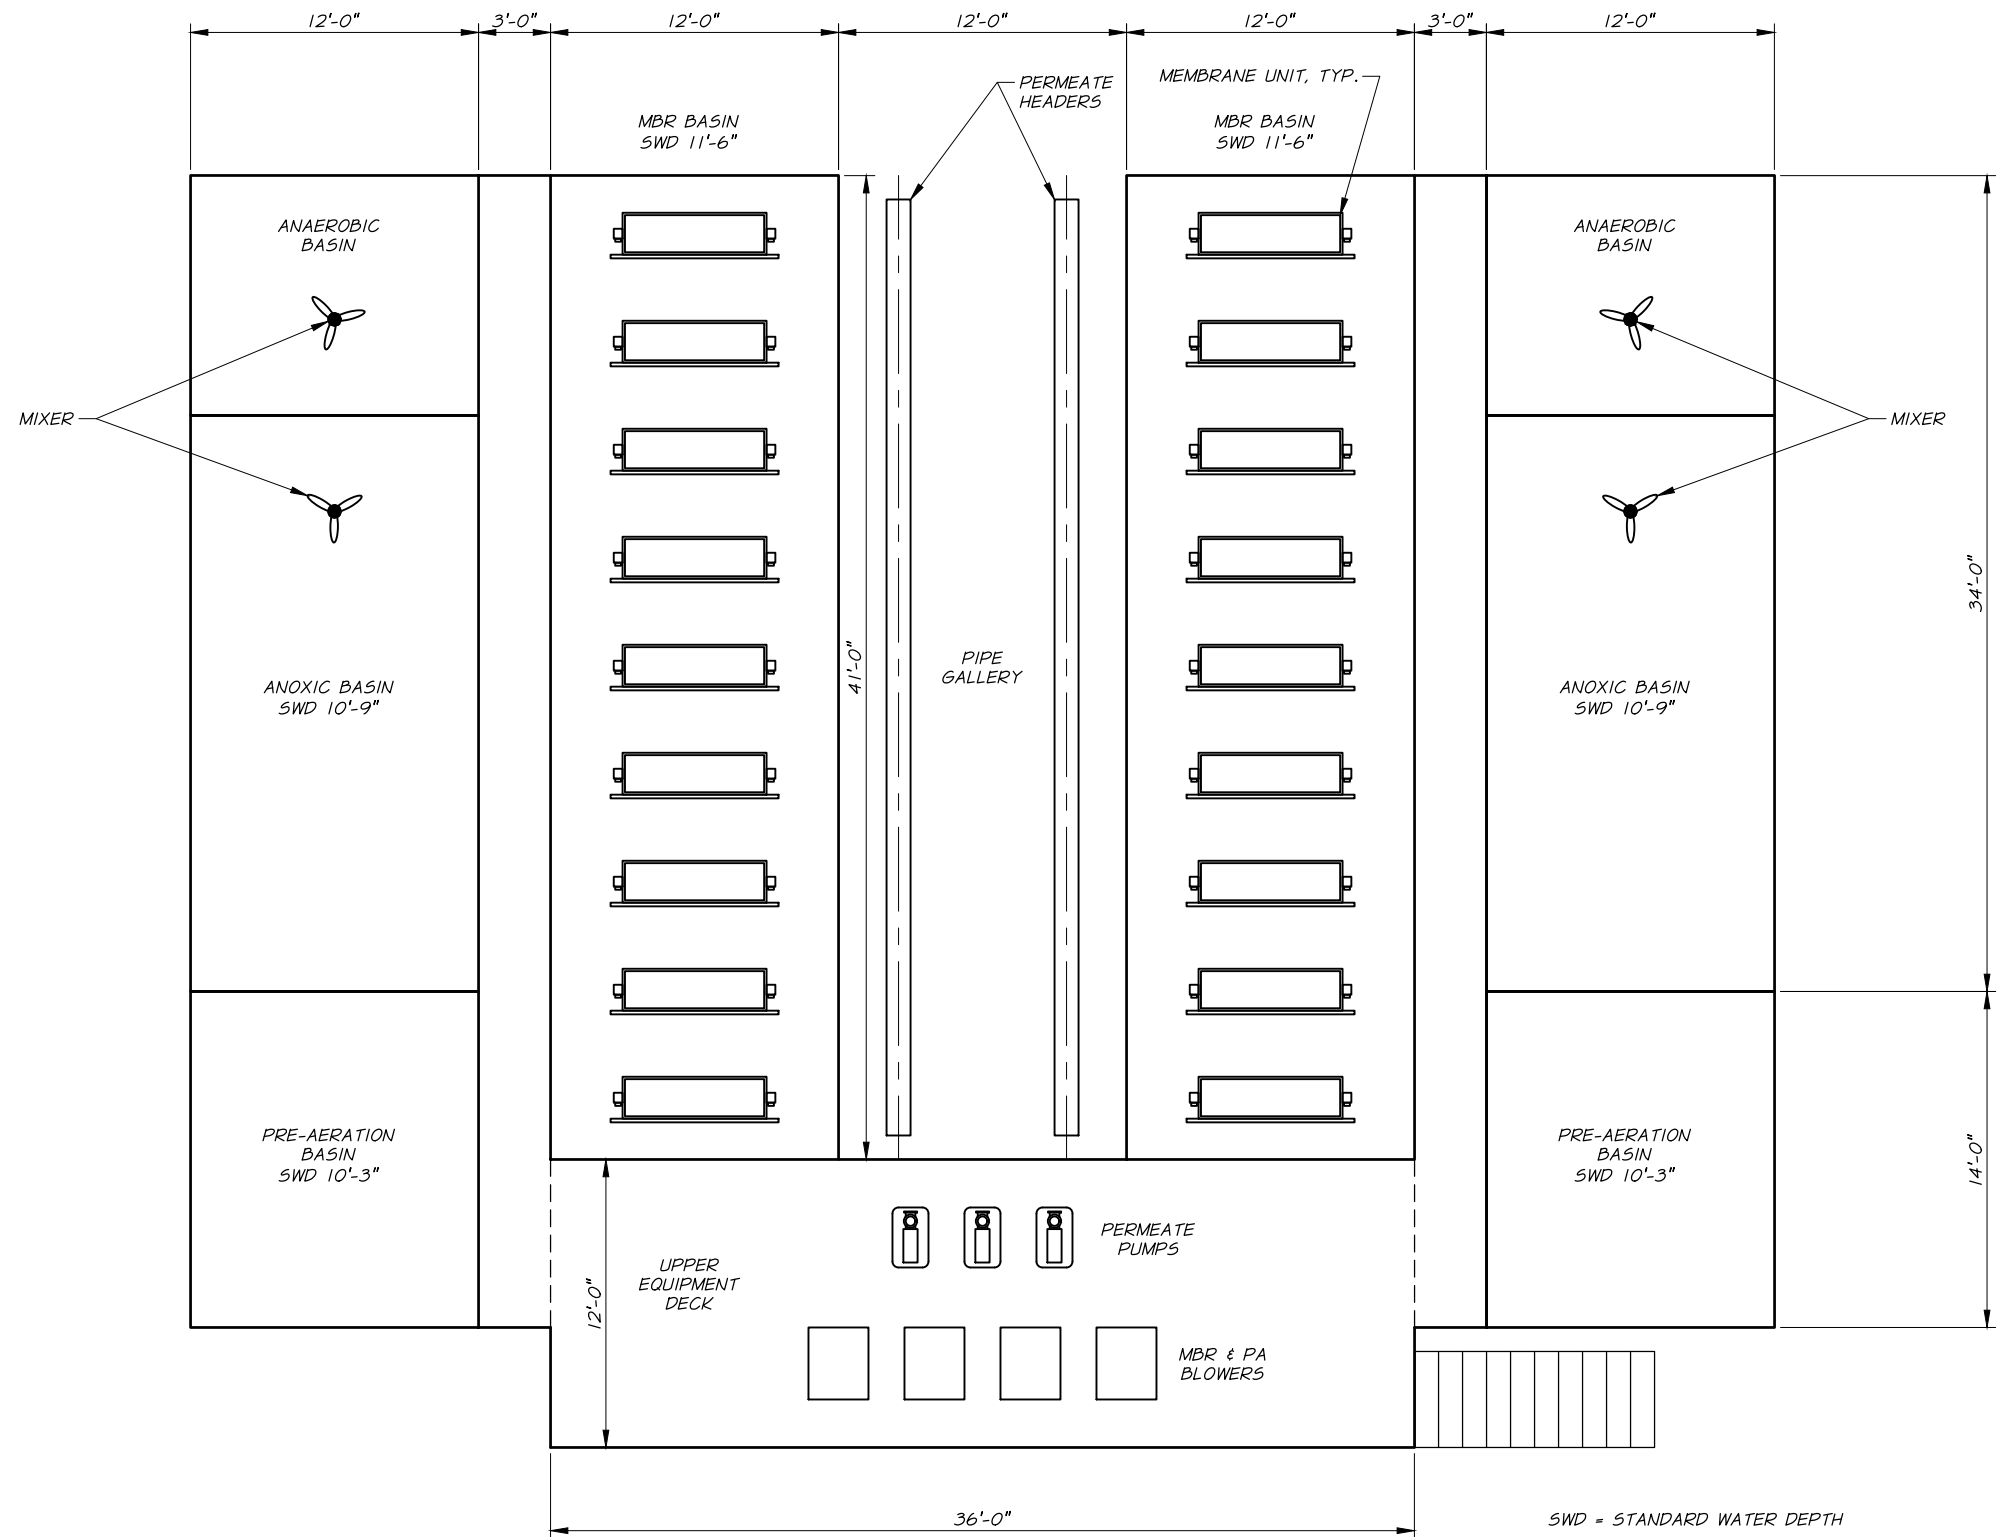 12'-0" 3'-0" 12'-0" 12'-0" 12'-0" 3'-0" 12'-0"
PERMEATE
HEADERS
MEMBRANE UNIT, TYP.
MBR BASIN
SWD 11'-6"
MBR BASIN
SWD 11'-6"
ANAEROBIC
BASIN
ANAEROBIC
BASIN
MIXER
MIXER
34'-0"
41'-0"
PIPE
GALLERY
ANOXIC BASIN
SWD 10'-9"
ANOXIC BASIN
SWD 10'-9"
PRE-AERATION
BASIN
SWD 10'-3"
PRE-AERATION
BASIN
SWD 10'-3"
14'-0"
PERMEATE
PUMPS
UPPER
EQUIPMENT
DECK
12'-0"
MBR & PA
BLOWERS
36'-0"
SWD = STANDARD WATER DEPTH